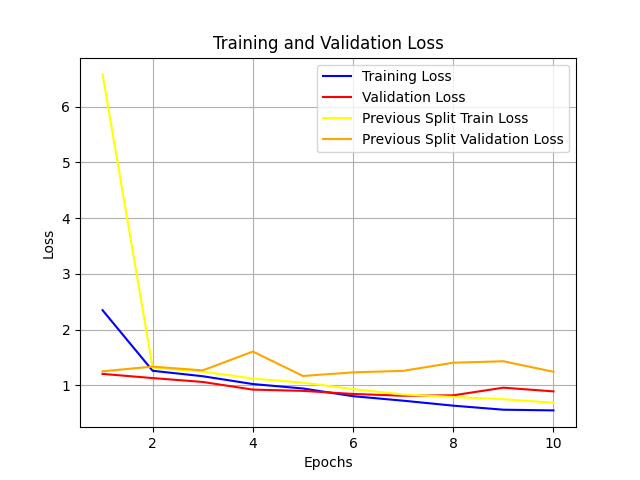 Training and Validation Loss
Training Loss
Validation Loss
Previous Split Train Loss
Previous Split Validation Loss
Loss
6
5
4
3
2
1
2
4
6
8
10
Epochs